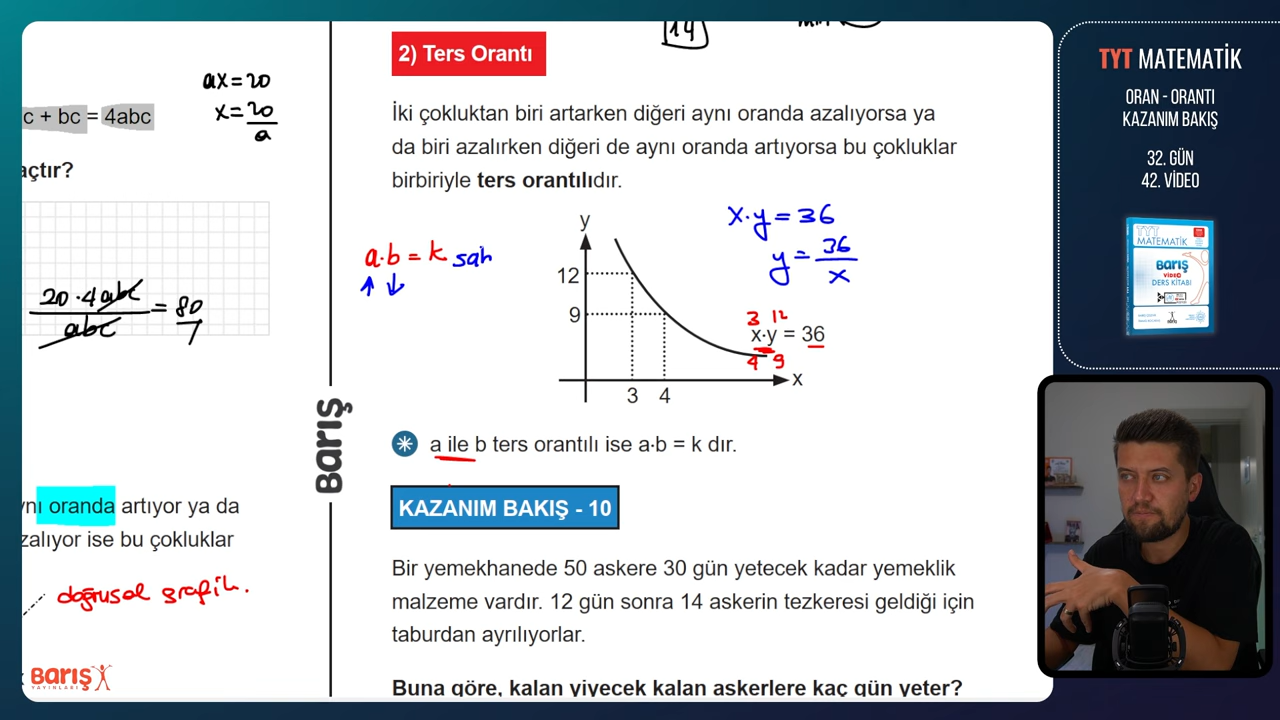 14
2) Ters Orantı
ax = 20
x = 20/a
c + bc = 4abc
açtır?
İki çokluktan biri artarken diğeri aynı oranda azalıyorsa ya
da biri azalırken diğeri de aynı oranda artıyorsa bu çokluklar
birbiriyle ters orantılıdır.
20·4abc/abc = 80/7
a·b = k sab
y
12
9
3 4
x
x·y = 36
y = 36/x
3 12
x·y = 36
4 9
BARIŞ
a ile b ters orantılı ise a·b = k dır.
KAZANIM BAKIŞ - 10
Bir yemekhanede 50 askere 30 gün yetecek kadar yemeklik
malzeme vardır. 12 gün sonra 14 askerin tezkeresi geldiği için
taburdan ayrılıyorlar.
Buna göre, kalan yiyecek kalan askerlere kaç gün yeter?
ynı oranda artıyor ya da
zalıyor ise bu çokluklar
doğrusal grafik.
BARIŞ
YAYINLARI
TYT MATEMATİK
ORAN - ORANTI
KAZANIM BAKIŞ
32. GÜN
42. VİDEO
TYT
MATEMATİK
BARIŞ
VİDEO
DERS KİTABI